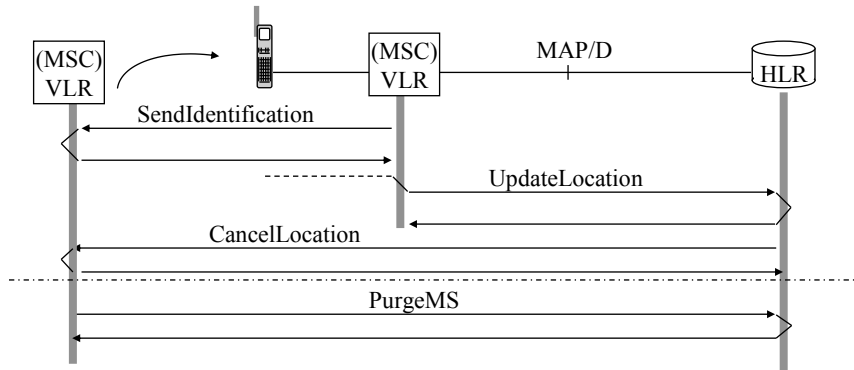 (MSC)
VLR
(MSC)
VLR
MAP/D
HLR
SendIdentification
UpdateLocation
CancelLocation
PurgeMS